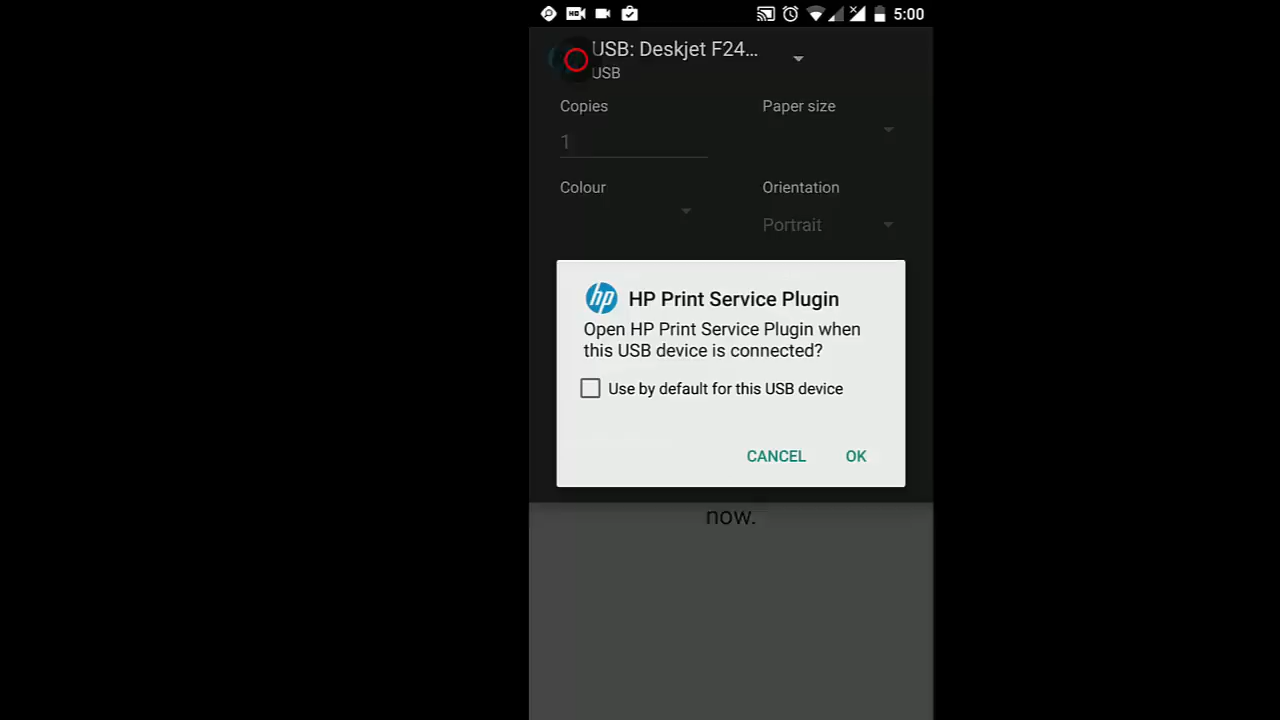 5:00
USB: Deskjet F24...
USB
Copies
Paper size
1
Colour
Orientation
Portrait
hp HP Print Service Plugin
Open HP Print Service Plugin when
this USB device is connected?
Use by default for this USB device
CANCEL OK
now.